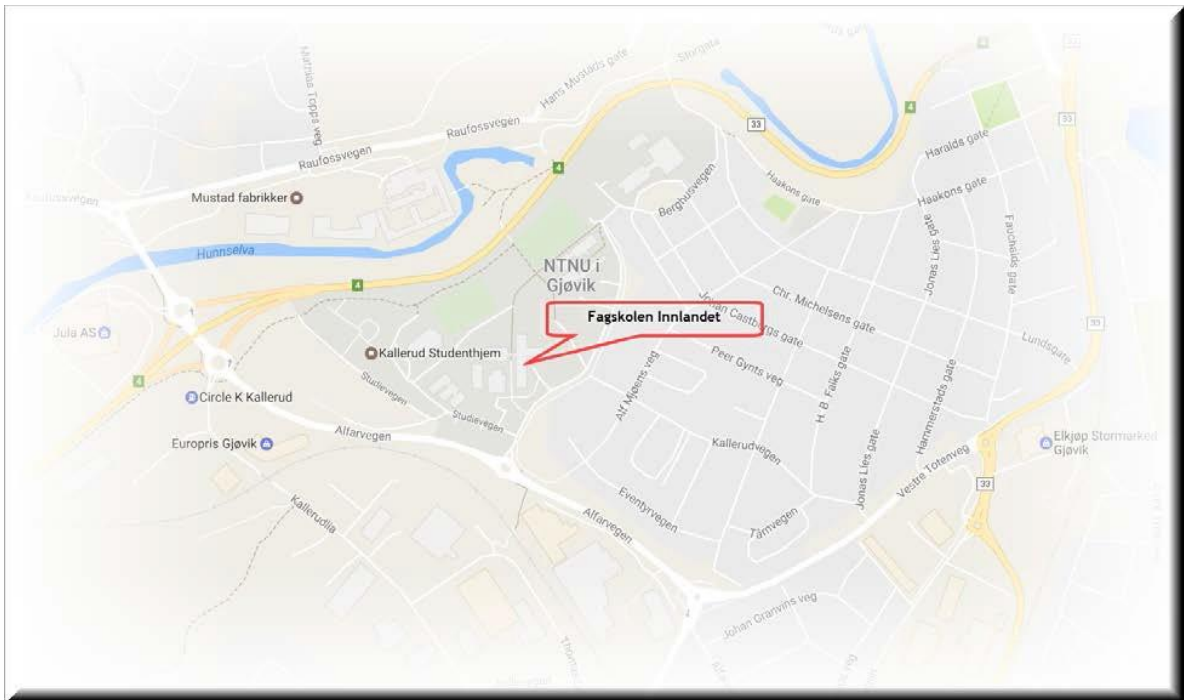 Storgata
Hans Mustads gate
Mathias Topps veg
Raufossvegen
Raufossvegen
33
4
4
33
Haralds gate
Haakons gate
Haakons gate
4
Mustad fabrikker
Berghusvegen
Jonas Lies gate
Fauchalds gate
Hunnselva
NTNU i
Gjøvik
4
Fagskolen Innlandet
Johan Castbergs gate
Chr. Michelsens gate
33
Lundsgate
Jula AS
Kallerud Studenthjem
Peer Gynts veg
4
Studievegen
Alf Mjøens veg
H. B. Falks gate
Hammerstads gate
Circle K Kallerud
Studievegen
Alfarvegen
Europris Gjøvik
Kallerudvegen
Elkjøp Stormarked
Gjøvik
Vestre Totenveg
33
Jonas Lies gate
Kallerudlia
Eventyrvegen
Alfarvegen
Tårnvegen
Johan Granvins veg